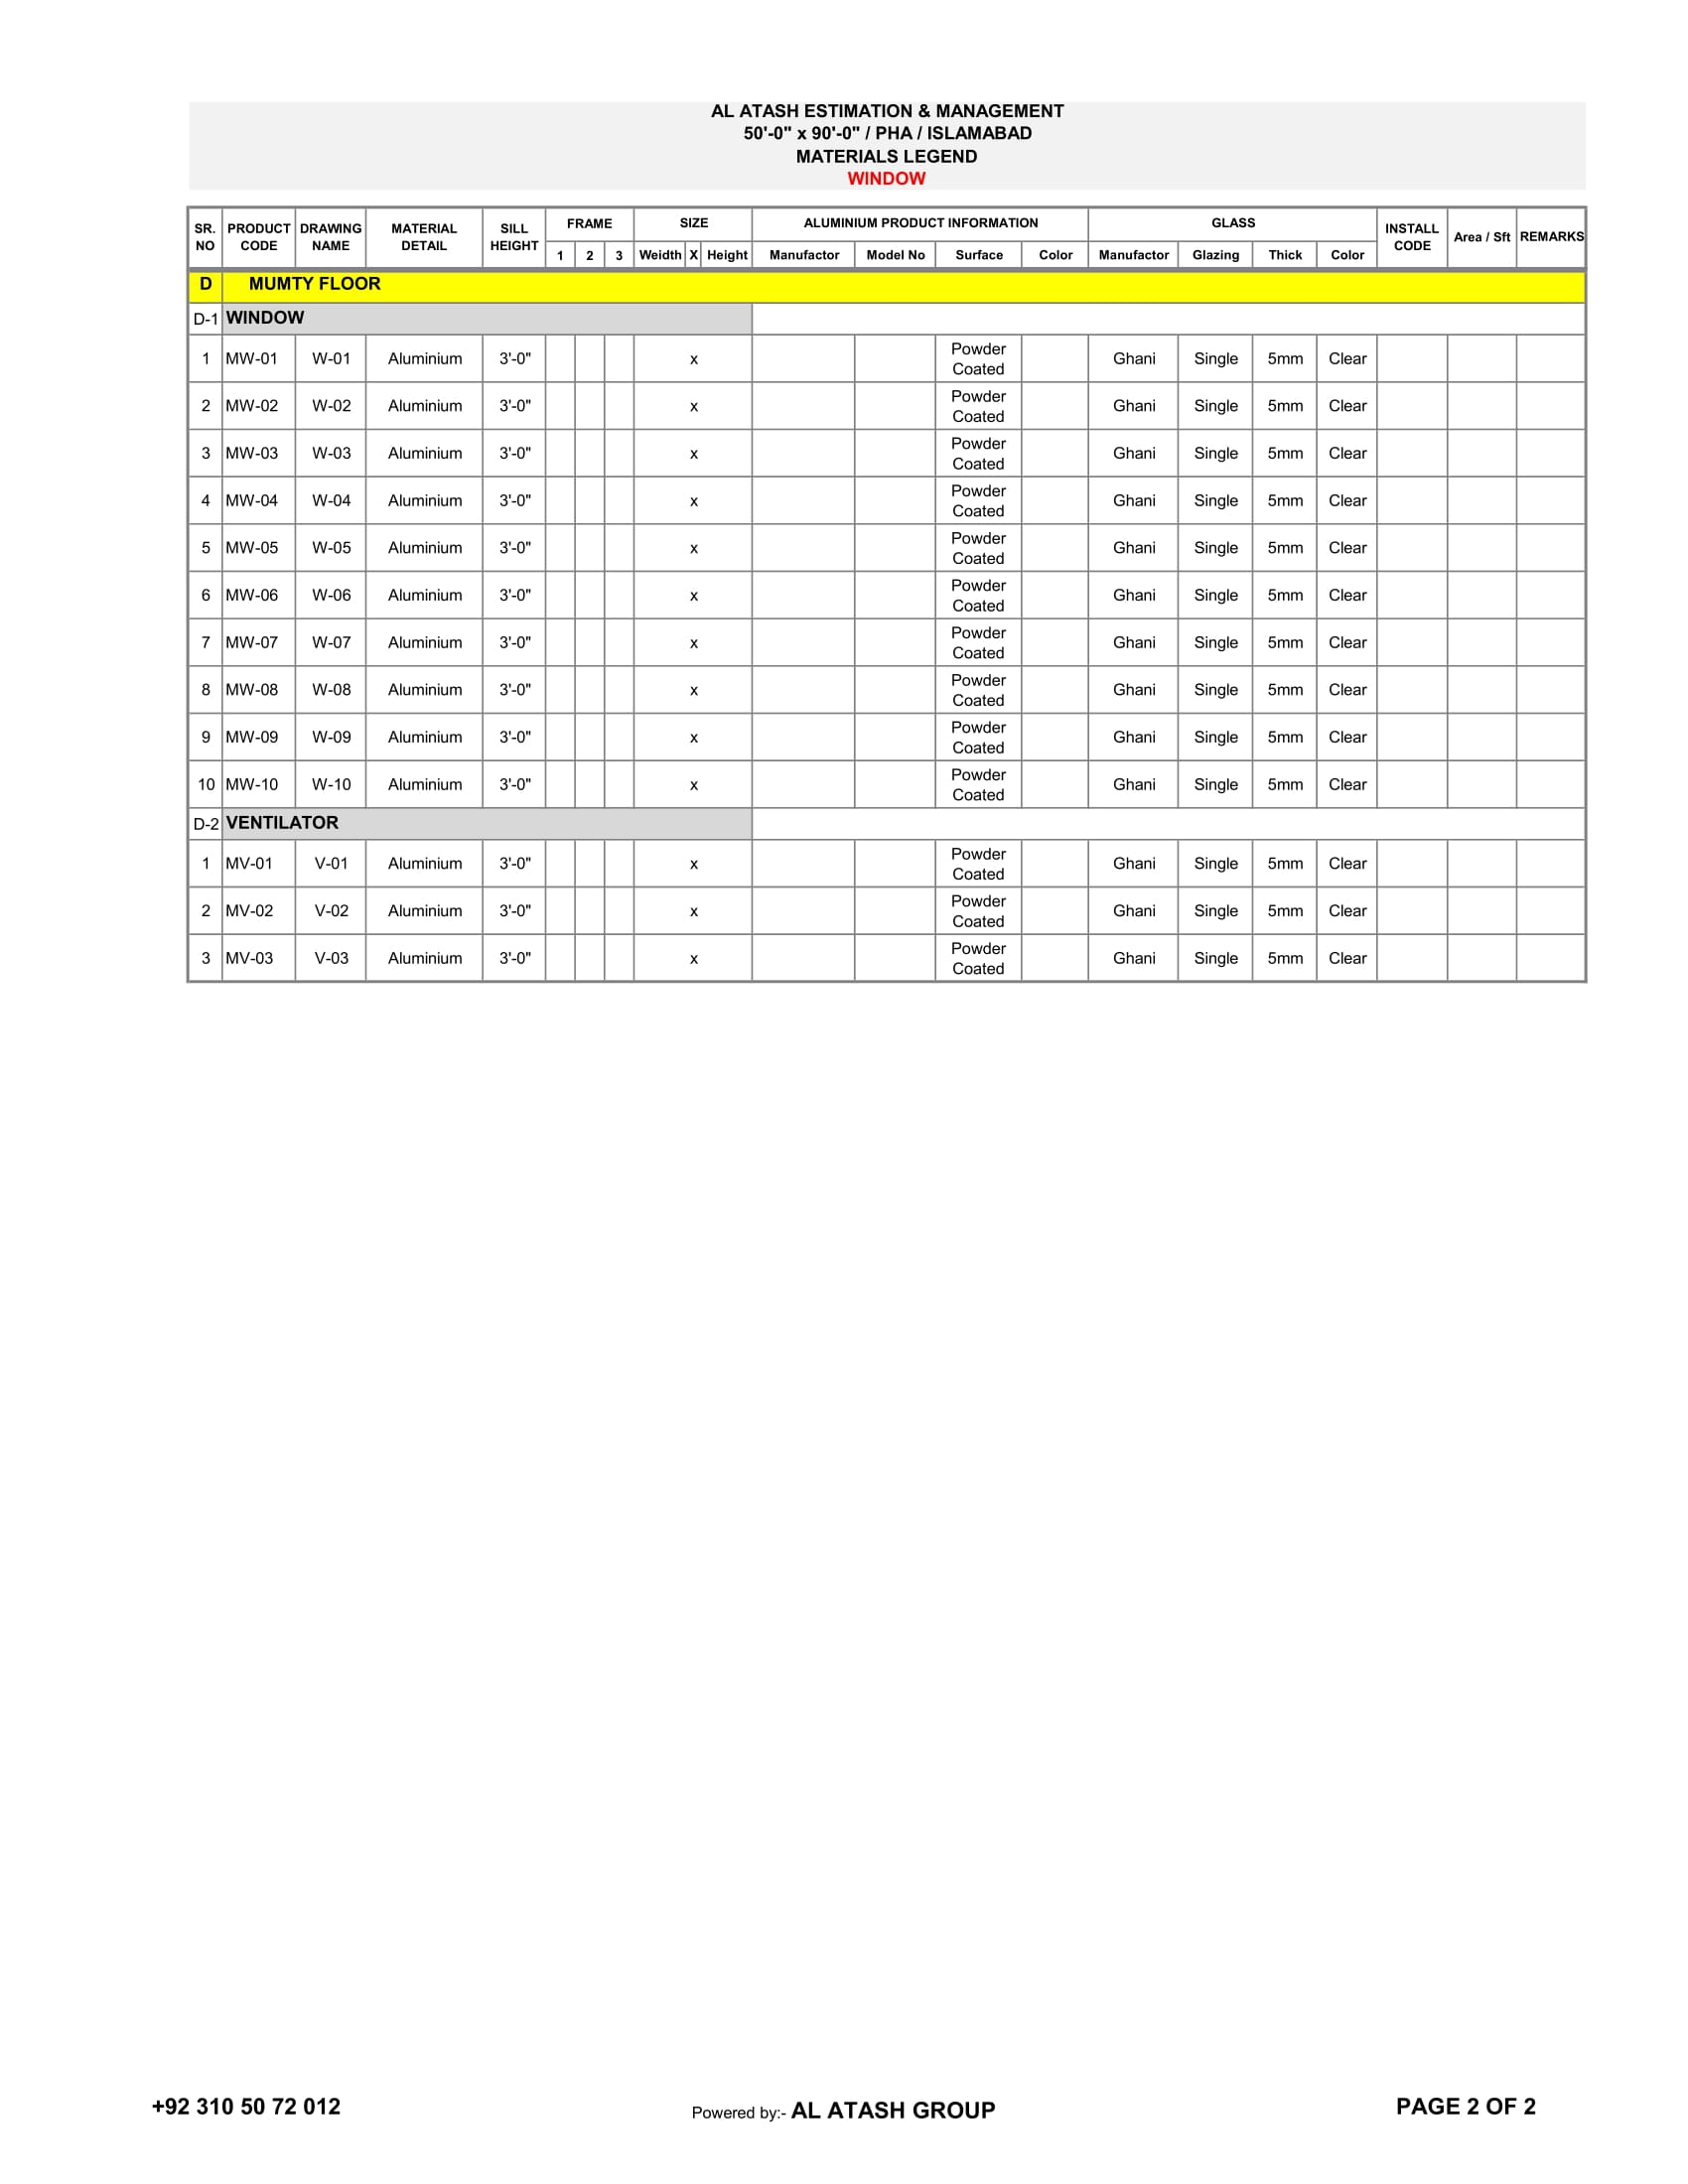 AL ATASH ESTIMATION & MANAGEMENT
50'-0" x 90'-0" / PHA / ISLAMABAD
MATERIALS LEGEND
WINDOW
SR. NO PRODUCT CODE DRAWING NAME MATERIAL DETAIL SILL HEIGHT FRAME SIZE ALUMINIUM PRODUCT INFORMATION GLASS INSTALL CODE Area / Sft REMARKS
1 2 3 Weidth X Height Manufactor Model No Surface Color Manufactor Glazing Thick Color
D MUMTY FLOOR
D-1 WINDOW
1 MW-01 W-01 Aluminium 3'-0" x Powder Coated Ghani Single 5mm Clear
2 MW-02 W-02 Aluminium 3'-0" x Powder Coated Ghani Single 5mm Clear
3 MW-03 W-03 Aluminium 3'-0" x Powder Coated Ghani Single 5mm Clear
4 MW-04 W-04 Aluminium 3'-0" x Powder Coated Ghani Single 5mm Clear
5 MW-05 W-05 Aluminium 3'-0" x Powder Coated Ghani Single 5mm Clear
6 MW-06 W-06 Aluminium 3'-0" x Powder Coated Ghani Single 5mm Clear
7 MW-07 W-07 Aluminium 3'-0" x Powder Coated Ghani Single 5mm Clear
8 MW-08 W-08 Aluminium 3'-0" x Powder Coated Ghani Single 5mm Clear
9 MW-09 W-09 Aluminium 3'-0" x Powder Coated Ghani Single 5mm Clear
10 MW-10 W-10 Aluminium 3'-0" x Powder Coated Ghani Single 5mm Clear
D-2 VENTILATOR
1 MV-01 V-01 Aluminium 3'-0" x Powder Coated Ghani Single 5mm Clear
2 MV-02 V-02 Aluminium 3'-0" x Powder Coated Ghani Single 5mm Clear
3 MV-03 V-03 Aluminium 3'-0" x Powder Coated Ghani Single 5mm Clear
+92 310 50 72 012 Powered by:- AL ATASH GROUP PAGE 2 OF 2